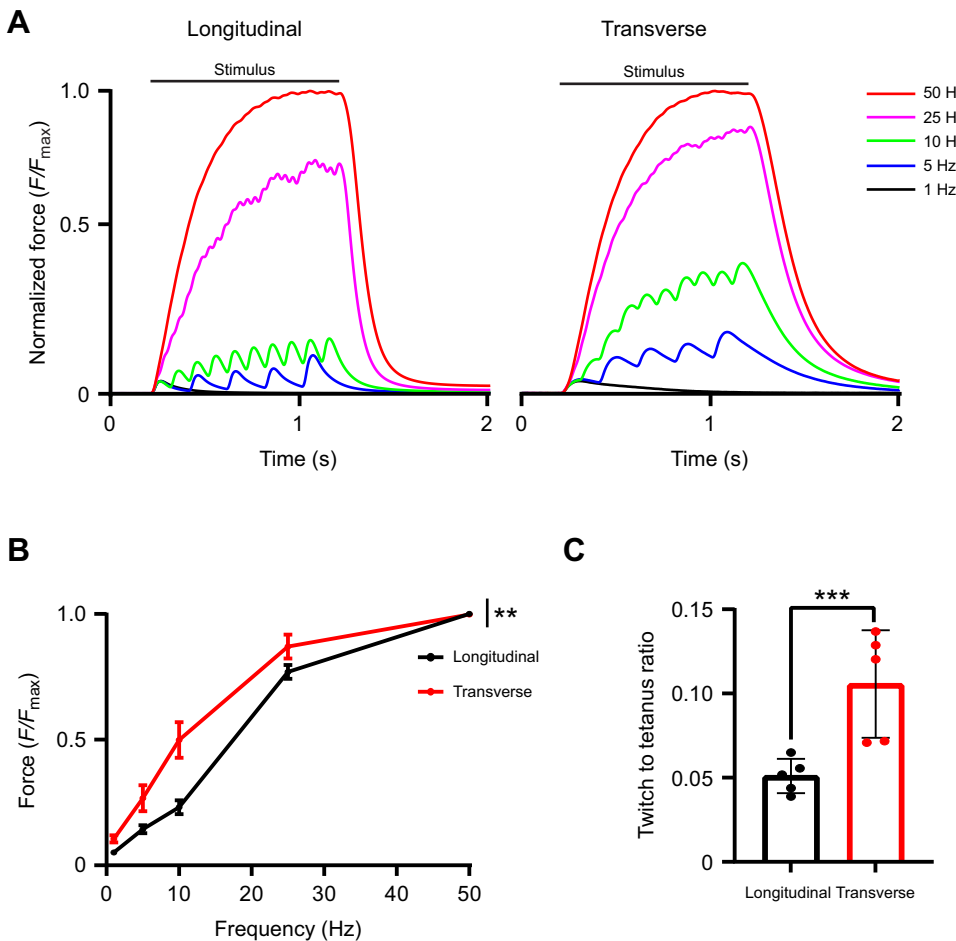 A
Longitudinal
Transverse
Stimulus
Stimulus
Normalized force (F/Fmax)
1.0
0.5
0
0
1
2
Time (s)
0
1
2
Time (s)
50 H
25 H
10 H
5 Hz
1 Hz
B
Force (F/Fmax)
1.0
0.5
0
0
10
20
30
40
50
Frequency (Hz)
**
Longitudinal
Transverse
C
Twitch to tetanus ratio
0.15
0.10
0.05
0
***
Longitudinal Transverse